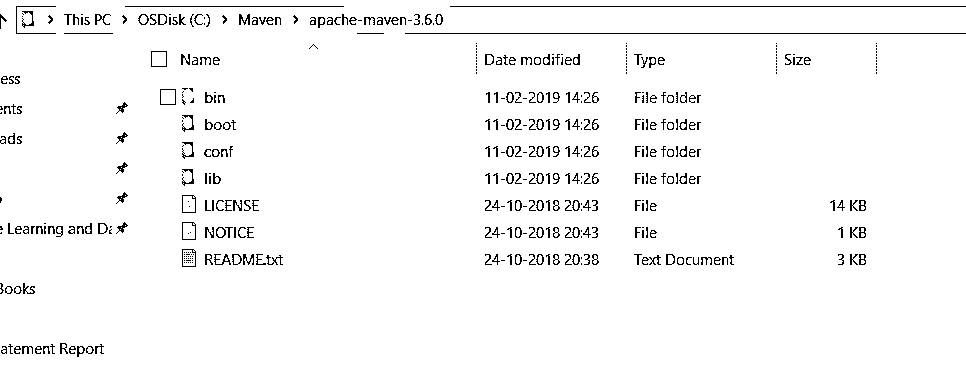 This PC > OSDisk (C:) > Maven > apache-maven-3.6.0
Name Date modified Type Size
ess
ents
ads
e Learning and Da
Books
atement Report
bin 11-02-2019 14:26 File folder
boot 11-02-2019 14:26 File folder
conf 11-02-2019 14:26 File folder
lib 11-02-2019 14:26 File folder
LICENSE 24-10-2018 20:43 File 14 KB
NOTICE 24-10-2018 20:43 File 1 KB
README.txt 24-10-2018 20:38 Text Document 3 KB